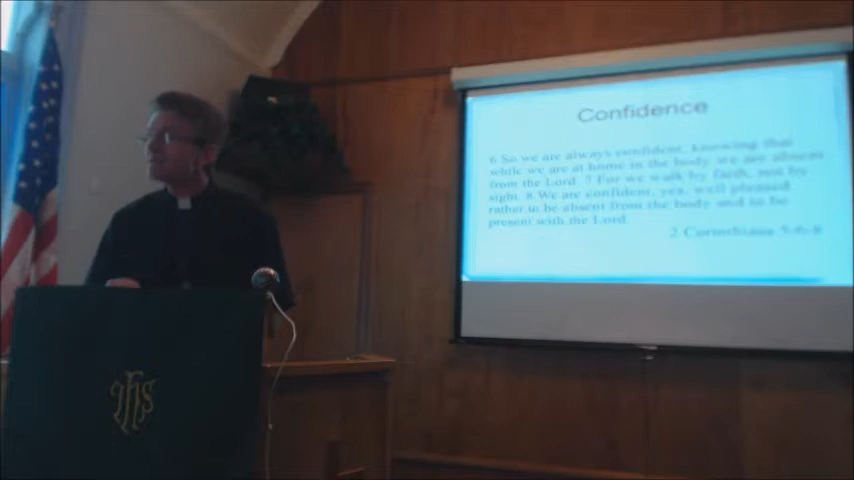 Confidence
6 So we are always confident, knowing that
while we are at home in the body we are absent
from the Lord. 7 For we walk by faith, not by
sight. 8 We are confident, yes, well pleased
rather to be absent from the body and to be
present with the Lord.
2 Corinthians 5:6-8
IHS